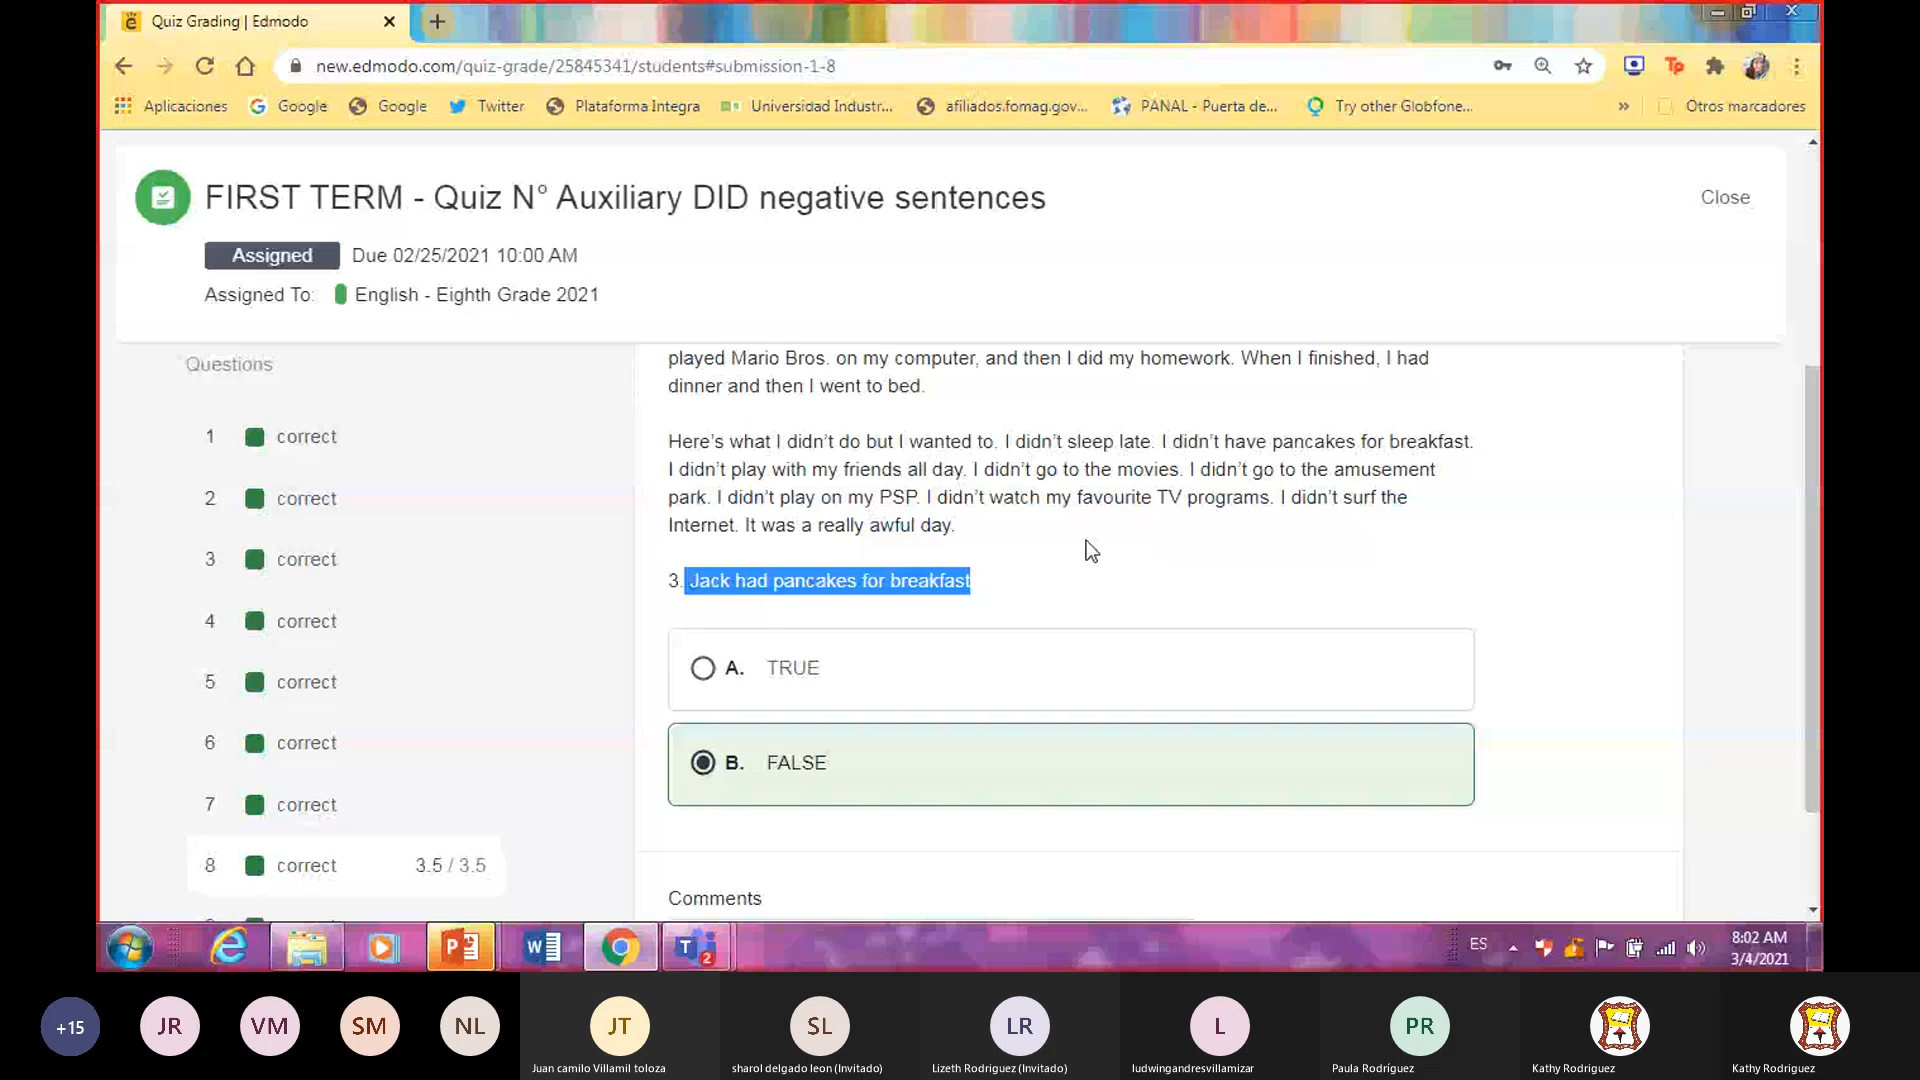 Quiz Grading | Edmodo
new.edmodo.com/quiz-grade/25845341/students#submission-1-8
Aplicaciones Google Google Twitter Plataforma Integra Universidad Industr... afiliados.fomag.gov... PANAL - Puerta de... Try other Globfone... » Otros marcadores
FIRST TERM - Quiz N° Auxiliary DID negative sentences
Close
Assigned Due 02/25/2021 10:00 AM
Assigned To: English - Eighth Grade 2021
Questions
1 correct
2 correct
3 correct
4 correct
5 correct
6 correct
7 correct
8 correct 3.5 / 3.5
played Mario Bros. on my computer, and then I did my homework. When I finished, I had
dinner and then I went to bed.
Here's what I didn't do but I wanted to. I didn't sleep late. I didn't have pancakes for breakfast.
I didn't play with my friends all day. I didn't go to the movies. I didn't go to the amusement
park. I didn't play on my PSP. I didn't watch my favourite TV programs. I didn't surf the
Internet. It was a really awful day.
3. Jack had pancakes for breakfast
A. TRUE
B. FALSE
Comments
ES
8:02 AM
3/4/2021
+15 JR VM SM NL JT SL LR L PR
Juan camilo Villamil toloza sharol delgado leon (Invitado) Lizeth Rodriguez (Invitado) ludwingandresvillamizar Paula Rodríguez Kathy Rodriguez Kathy Rodriguez